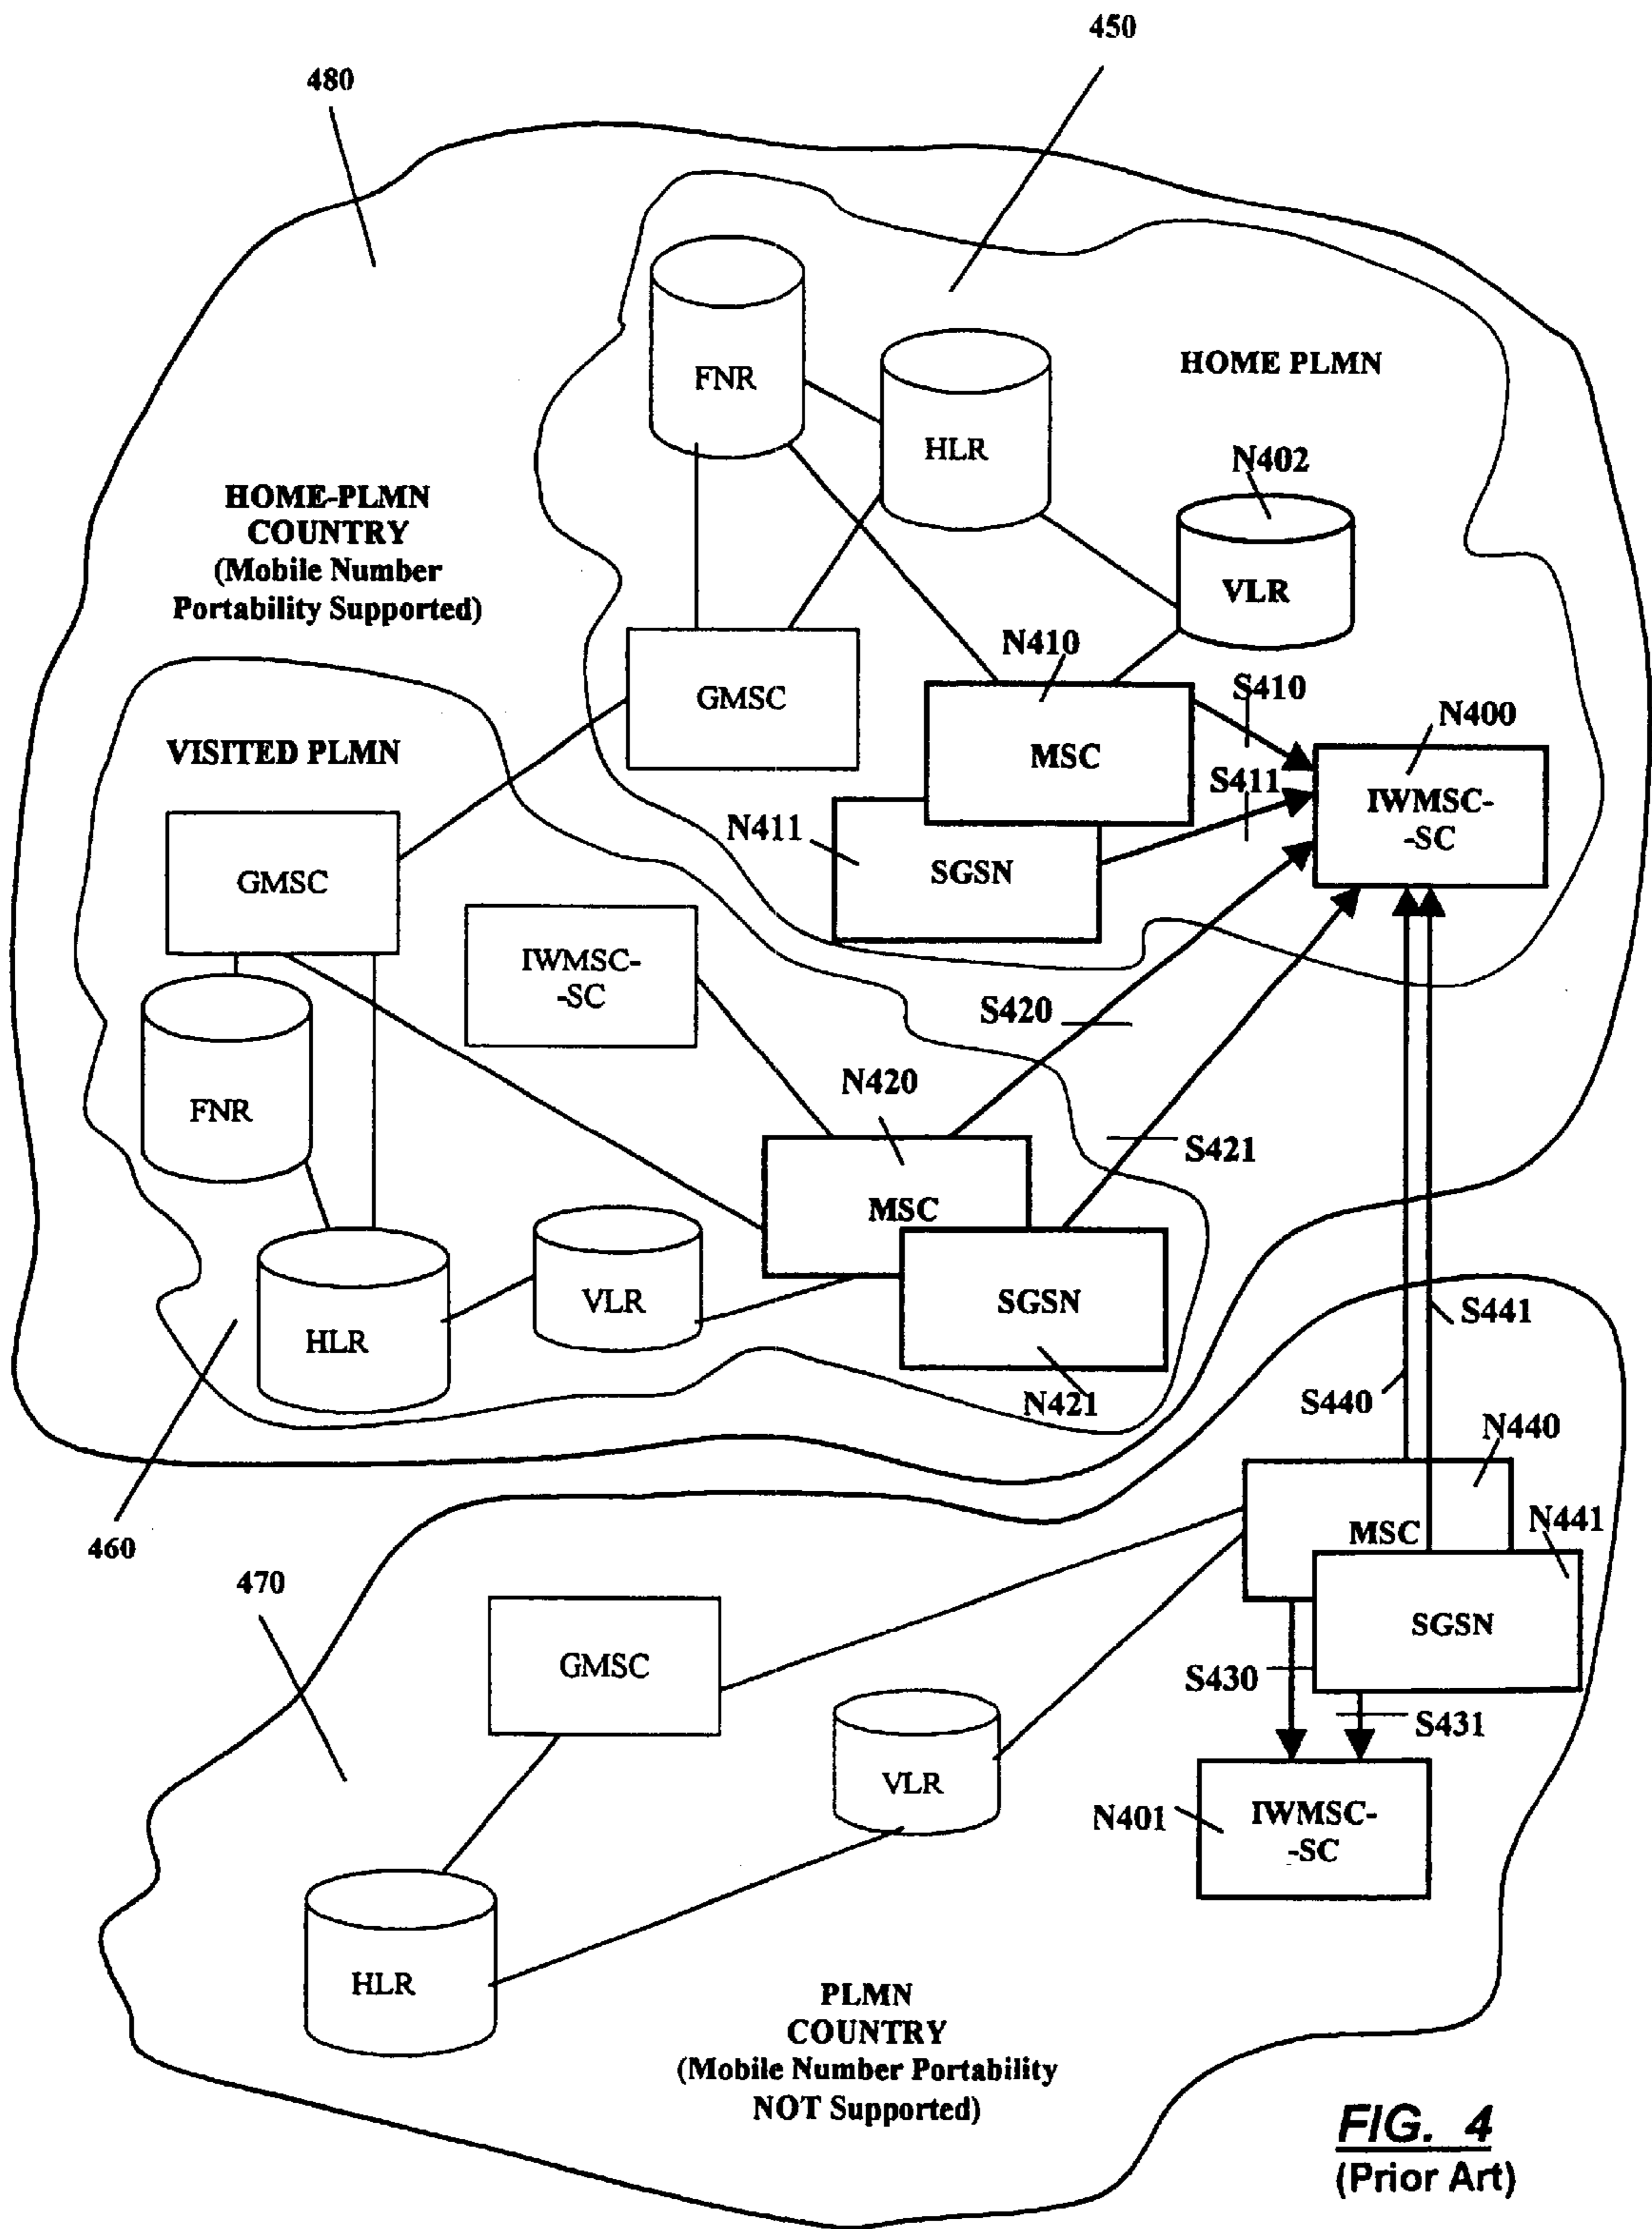 450
480
FNR
HLR
HOME PLMN
N402
VLR
HOME-PLMN
COUNTRY
(Mobile Number
Portability Supported)
N410
GMSC
MSC
S410
N400
IWMSC-
-SC
S411
N411
SGSN
VISITED PLMN
GMSC
IWMSC-
-SC
S420
FNR
N420
MSC
S421
VLR
SGSN
HLR
N421
S441
S440
N440
MSC
N441
460
470
GMSC
SGSN
S430
S431
VLR
N401
IWMSC-
-SC
HLR
PLMN
COUNTRY
(Mobile Number Portability
NOT Supported)
FIG. 4
(Prior Art)